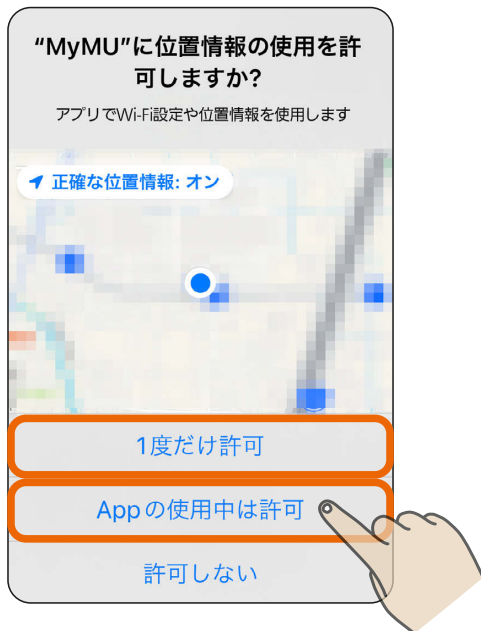 “MyMU”に位置情報の使用を許
可しますか?
アプリでWi-Fi設定や位置情報を使用します
正確な位置情報: オン
1度だけ許可
Appの使用中は許可
許可しない